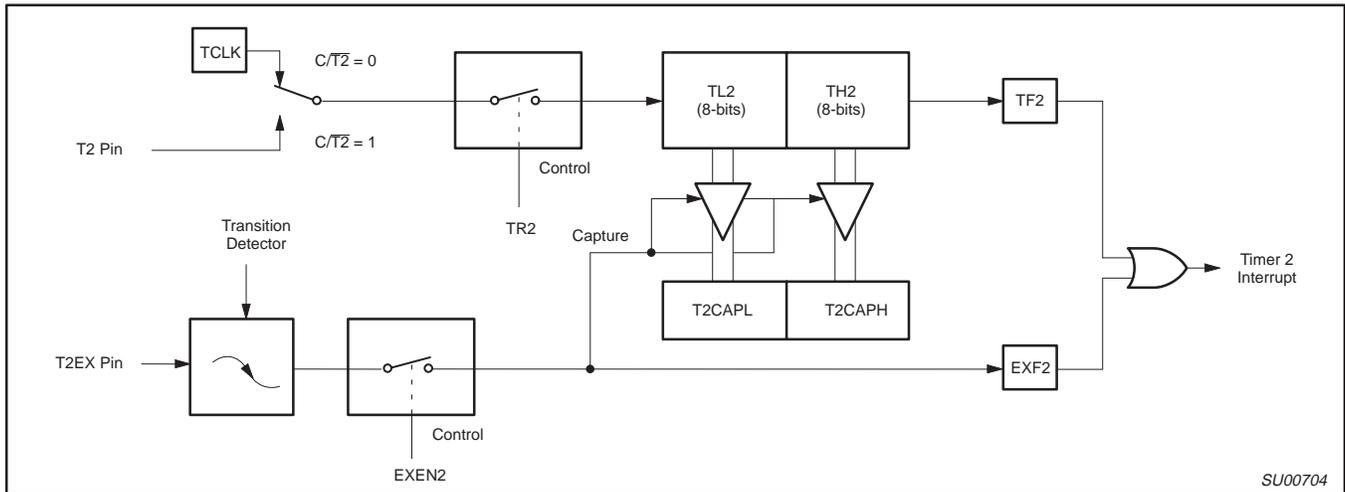 TCLK
C/T2 = 0
C/T2 = 1
T2 Pin
Control
TR2
TL2
(8-bits)
TH2
(8-bits)
TF2
Transition
Detector
Capture
T2CAPL
T2CAPH
Timer 2
Interrupt
T2EX Pin
EXF2
Control
EXEN2
SU00704